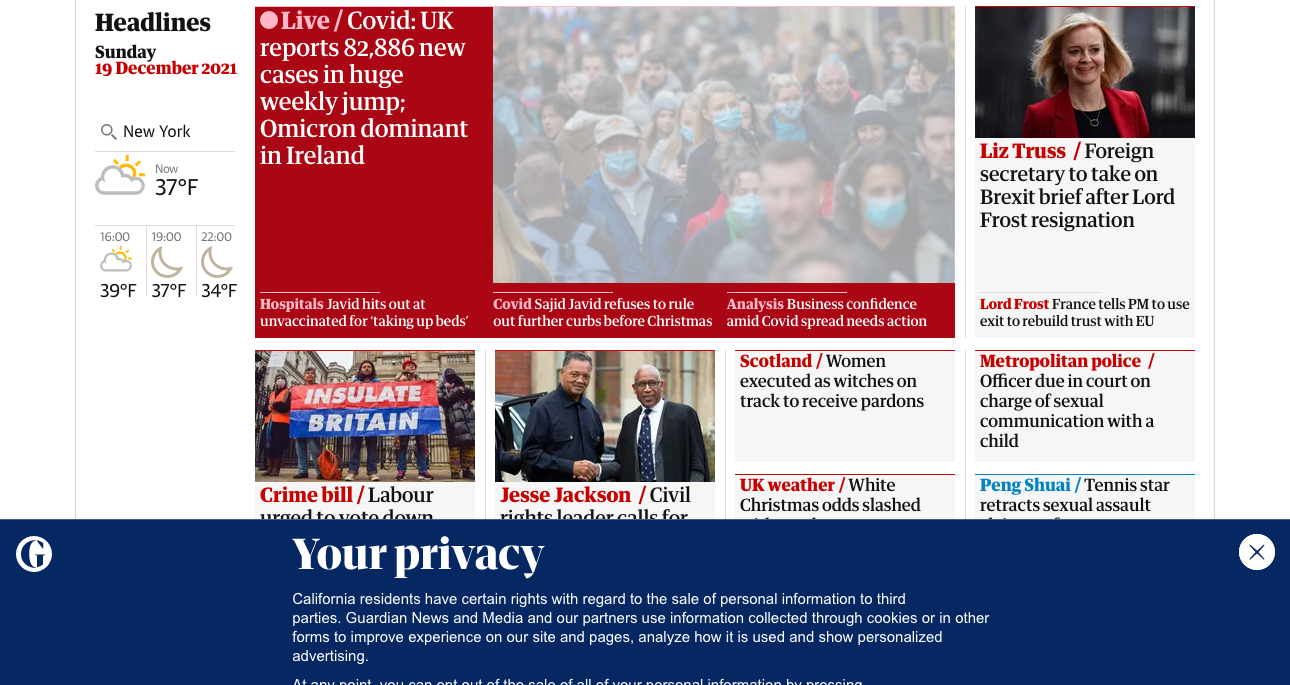 Headlines
Sunday
19 December 2021
New York
Now
37°F
16:00
19:00
22:00
39°F
37°F
34°F
Live / Covid: UK
reports 82,886 new
cases in huge
weekly jump;
Omicron dominant
in Ireland
Hospitals Javid hits out at
unvaccinated for ‘taking up beds’
Covid Sajid Javid refuses to rule
out further curbs before Christmas
Analysis Business confidence
amid Covid spread needs action
Liz Truss / Foreign
secretary to take on
Brexit brief after Lord
Frost resignation
Lord Frost France tells PM to use
exit to rebuild trust with EU
INSULATE
BRITAIN
Crime bill / Labour
urged to vote down
Jesse Jackson / Civil
rights leader calls for
Scotland / Women
executed as witches on
track to receive pardons
UK weather / White
Christmas odds slashed
Metropolitan police /
Officer due in court on
charge of sexual
communication with a
child
Peng Shuai / Tennis star
retracts sexual assault
G
Your privacy
California residents have certain rights with regard to the sale of personal information to third
parties. Guardian News and Media and our partners use information collected through cookies or in other
forms to improve experience on our site and pages, analyze how it is used and show personalized
advertising.
At any point, you can opt out of the sale of all of your personal information by pressing